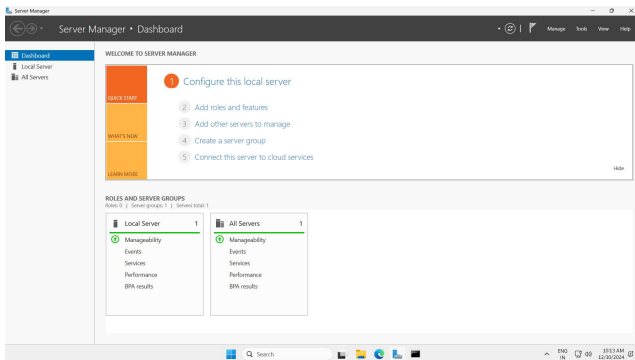 Server Manager
Server Manager • Dashboard
Manage Tools View Help
Dashboard
Local Server
All Servers
WELCOME TO SERVER MANAGER
QUICK START
WHAT'S NEW
LEARN MORE
1 Configure this local server
2 Add roles and features
3 Add other servers to manage
4 Create a server group
5 Connect this server to cloud services
Hide
ROLES AND SERVER GROUPS
Roles: 0 | Server groups: 1 | Servers total: 1
Local Server 1
Manageability
Events
Services
Performance
BPA results
All Servers 1
Manageability
Events
Services
Performance
BPA results
Search
ENG
IN
10:13 AM
12/30/2024